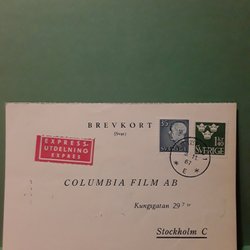 BREVKORT
(Svar)
EXPRESS-
UTDELNING
EXPRES
SVERIGE
SVERIGE
COLUMBIA FILM AB
Kungsgatan 29
Stockholm C